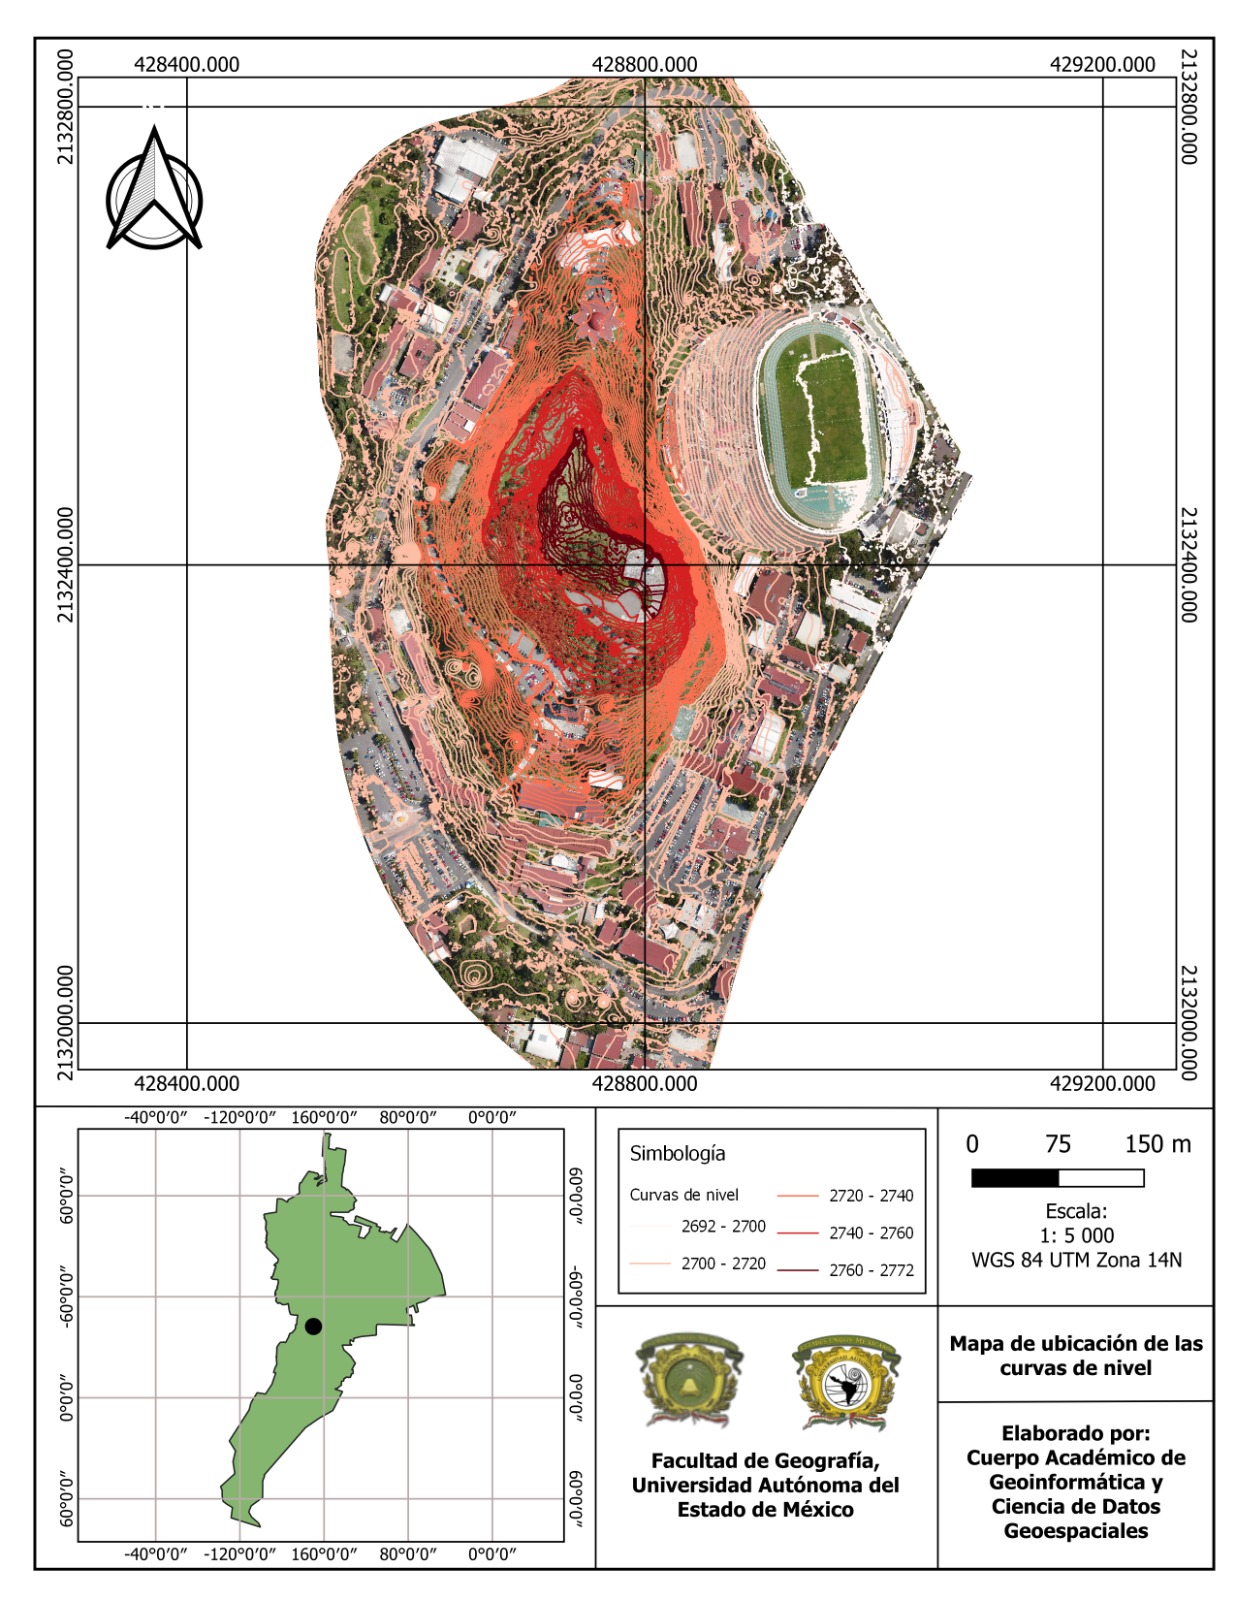 428400.000 428800.000 429200.000
2132800.000 2132800.000
2132400.000 2132400.000
2132000.000 2132000.000
428400.000 428800.000 429200.000
-40°0′0″ -120°0′0″ 160°0′0″ 80°0′0″ 0°0′0″
60°0′0″ 60°0′0″
-60°0′0″ -60°0′0″
0°0′0″ 0°0′0″
60°0′0″ 60°0′0″
-40°0′0″ -120°0′0″ 160°0′0″ 80°0′0″ 0°0′0″
Simbología
Curvas de nivel
2692 - 2700
2700 - 2720
2720 - 2740
2740 - 2760
2760 - 2772
0 75 150 m
Escala:
1: 5 000
WGS 84 UTM Zona 14N
Facultad de Geografía,
Universidad Autónoma del
Estado de México
Mapa de ubicación de las
curvas de nivel
Elaborado por:
Cuerpo Académico de
Geoinformática y
Ciencia de Datos
Geoespaciales